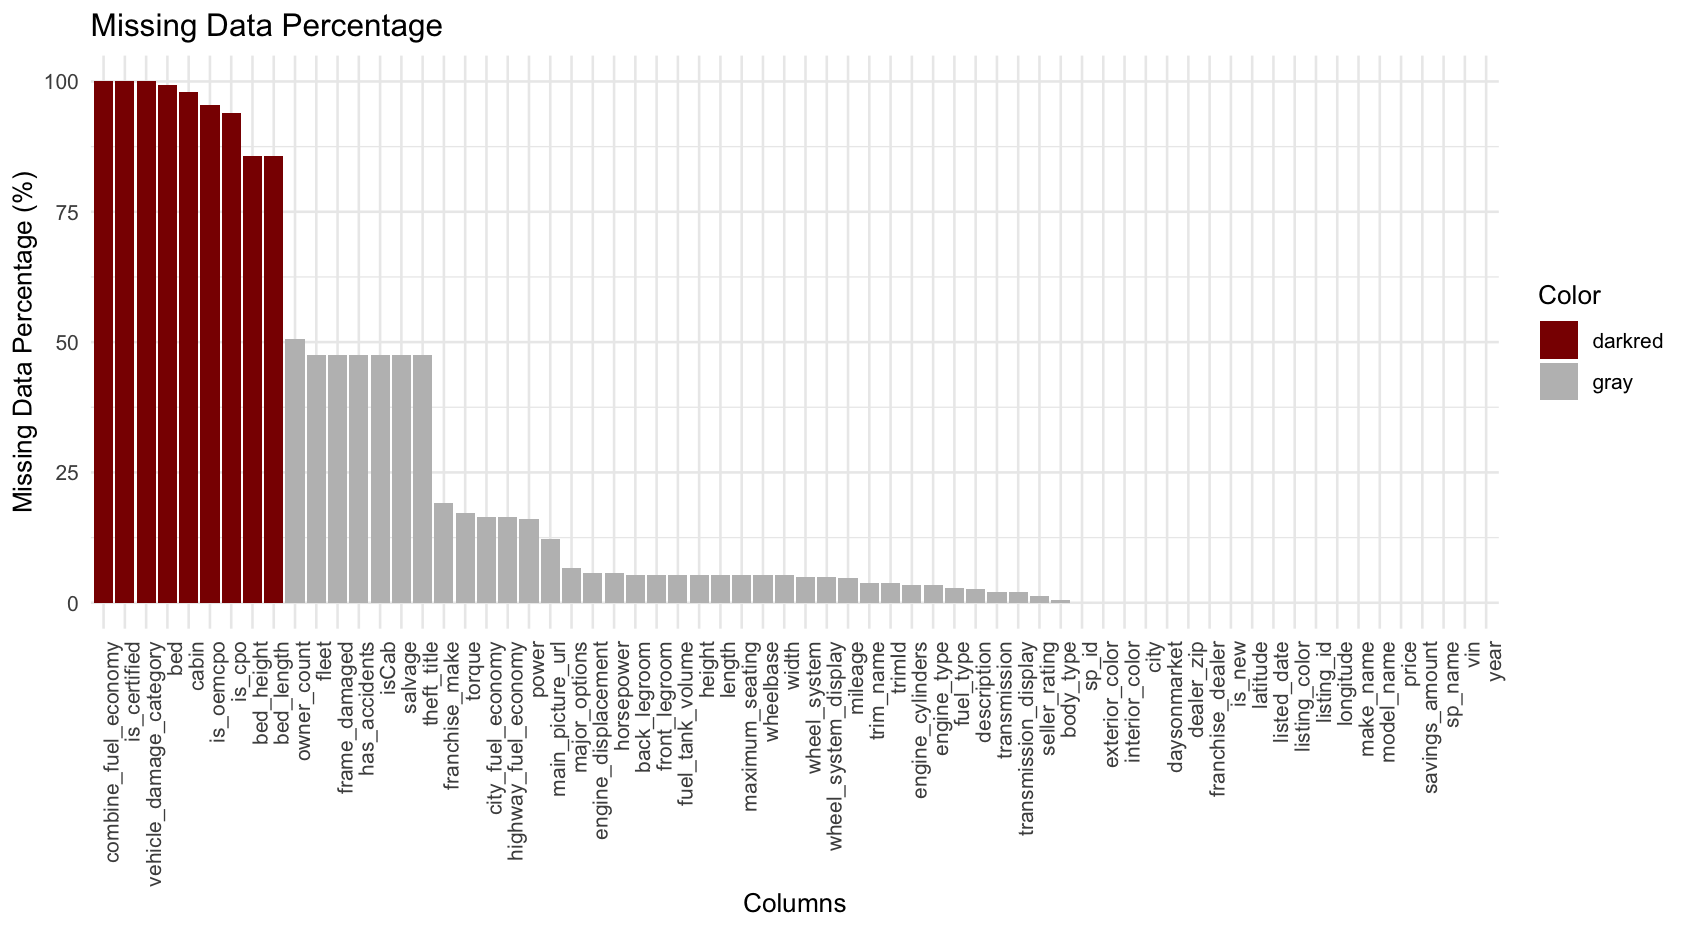 Missing Data Percentage
Missing Data Percentage (%)
100
75
50
25
0
combine_fuel_economy
is_certified
vehicle_damage_category
bed
cabin
is_oemcpo
is_cpo
bed_height
bed_length
owner_count
fleet
frame_damaged
has_accidents
isCab
salvage
theft_title
franchise_make
torque
city_fuel_economy
highway_fuel_economy
power
main_picture_url
major_options
engine_displacement
horsepower
back_legroom
front_legroom
fuel_tank_volume
height
length
maximum_seating
wheelbase
width
wheel_system
wheel_system_display
mileage
trim_name
trimId
engine_cylinders
engine_type
fuel_type
description
transmission
transmission_display
seller_rating
body_type
sp_id
exterior_color
interior_color
city
daysonmarket
dealer_zip
franchise_dealer
is_new
latitude
listed_date
listing_color
listing_id
longitude
make_name
model_name
price
savings_amount
sp_name
vin
year
Columns
Color
darkred
gray